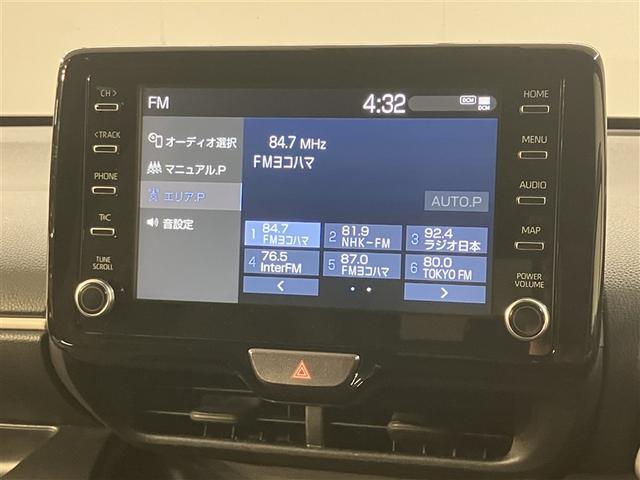 CH>
<TRACK
PHONE
T&C
TUNE
SCROLL
FM
4:32
DCM
DCM
オーディオ選択
マニュアル.P
エリア.P
音設定
84.7 MHz
FMヨコハマ
AUTO.P
1 84.7 FMヨコハマ
2 81.9 NHK-FM
3 92.4 ラジオ日本
4 76.5 InterFM
5 87.0 FMヨコハマ
6 80.0 TOKYO FM
<
>
HOME
MENU
AUDIO
MAP
POWER
VOLUME